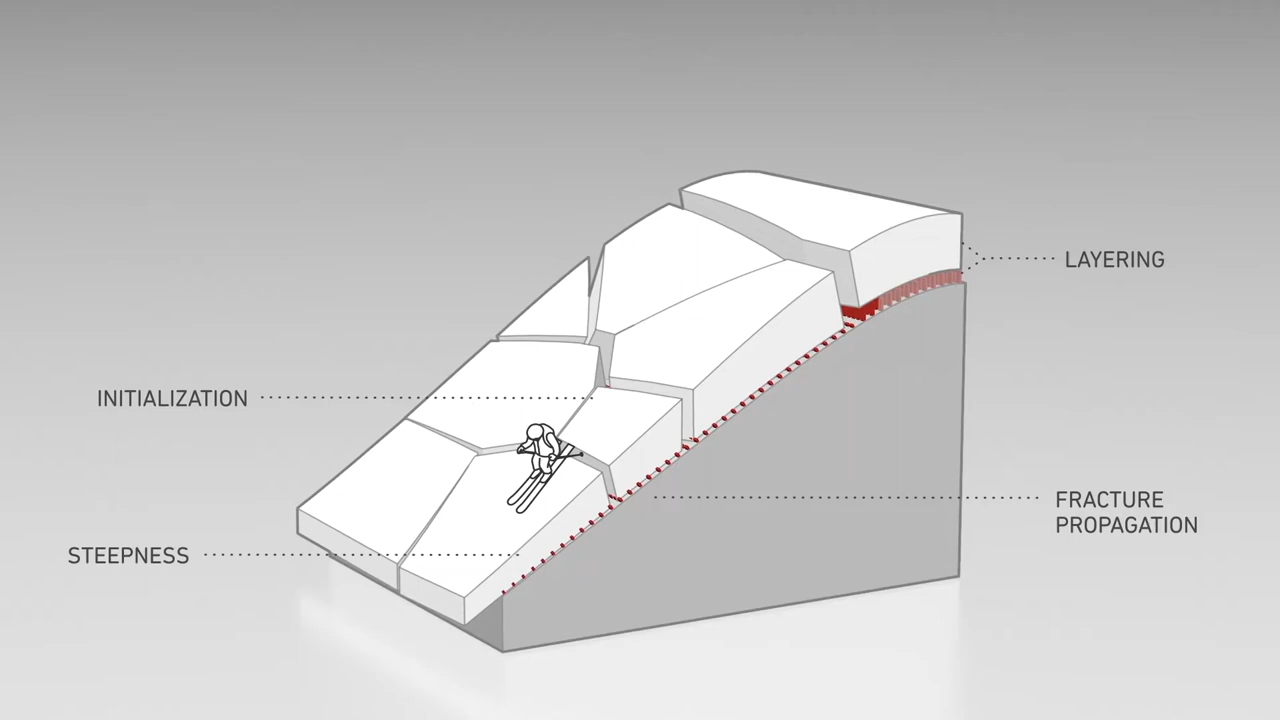 LAYERING
INITIALIZATION
FRACTURE
PROPAGATION
STEEPNESS